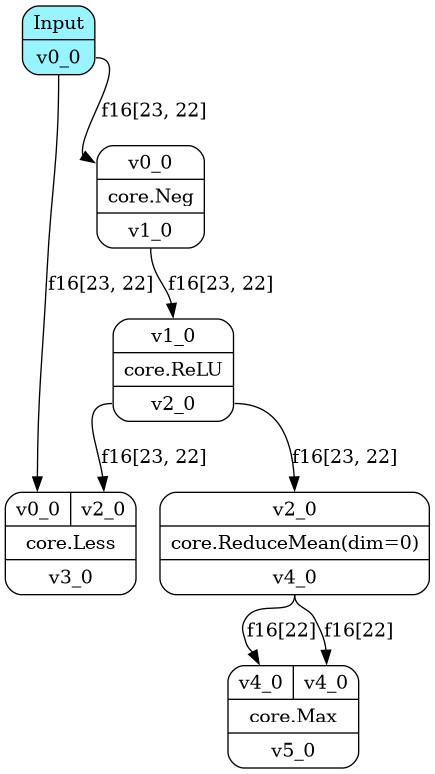 Input
v0_0
f16[23, 22]
v0_0
core.Neg
v1_0
f16[23, 22]
f16[23, 22]
v1_0
core.ReLU
v2_0
f16[23, 22]
f16[23, 22]
v0_0 v2_0
core.Less
v3_0
v2_0
core.ReduceMean(dim=0)
v4_0
f16[22]
f16[22]
v4_0 v4_0
core.Max
v5_0